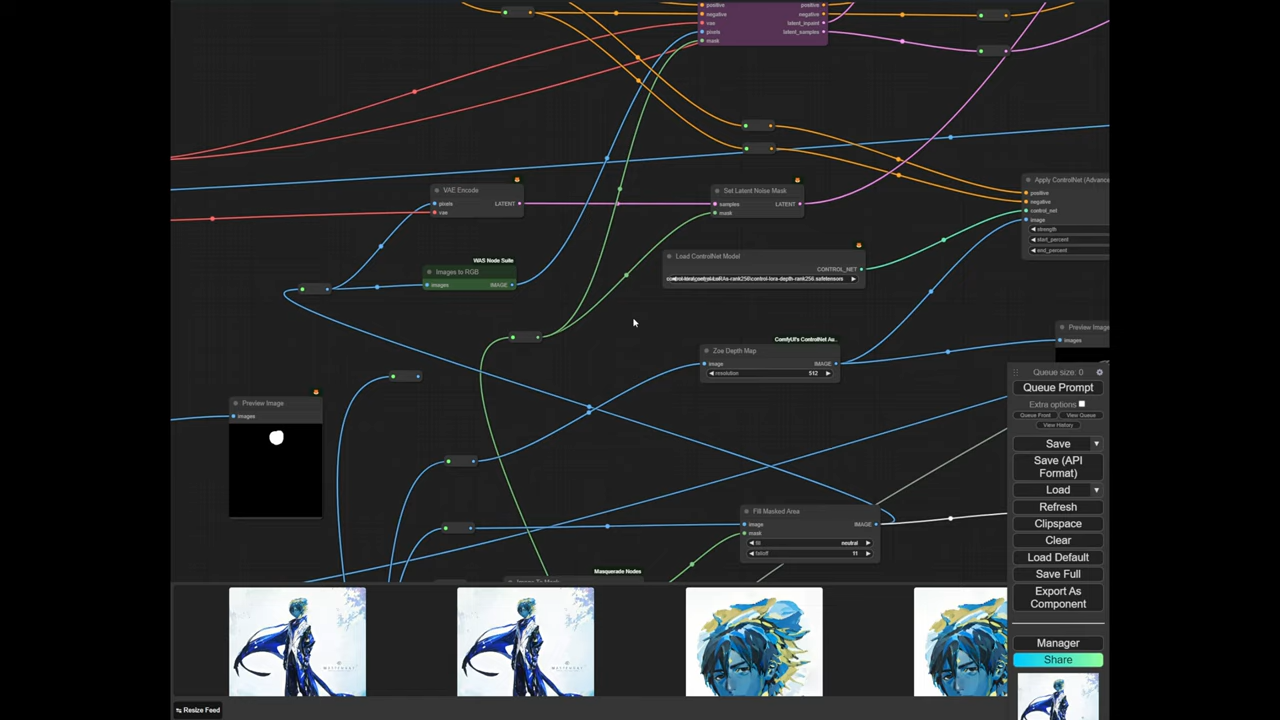 positive
positive
negative
negative
vae
latent_inpaint
pixels
latent_samples
mask
VAE Encode
pixels
LATENT
vae
Set Latent Noise Mask
samples
LATENT
mask
Apply ControlNet (Advance
positive
negative
control_net
image
strength
start_percent
end_percent
WAS Node Suite
Images to RGB
images
IMAGE
Load ControlNet Model
CONTROL_NET
ComfyUI's ControlNet Au..
Zoe Depth Map
image
IMAGE
resolution
512
Preview Image
images
Preview Image
images
Fill Masked Area
image
IMAGE
mask
fill
neutral
falloff
11
Masquerade Nodes
Image To Mask
Queue size: 0
Queue Prompt
Extra options
Queue Front
View Queue
View History
Save
Save (API
Format)
Load
Refresh
Clipspace
Clear
Load Default
Save Full
Export As
Component
Manager
Share
Resize Feed